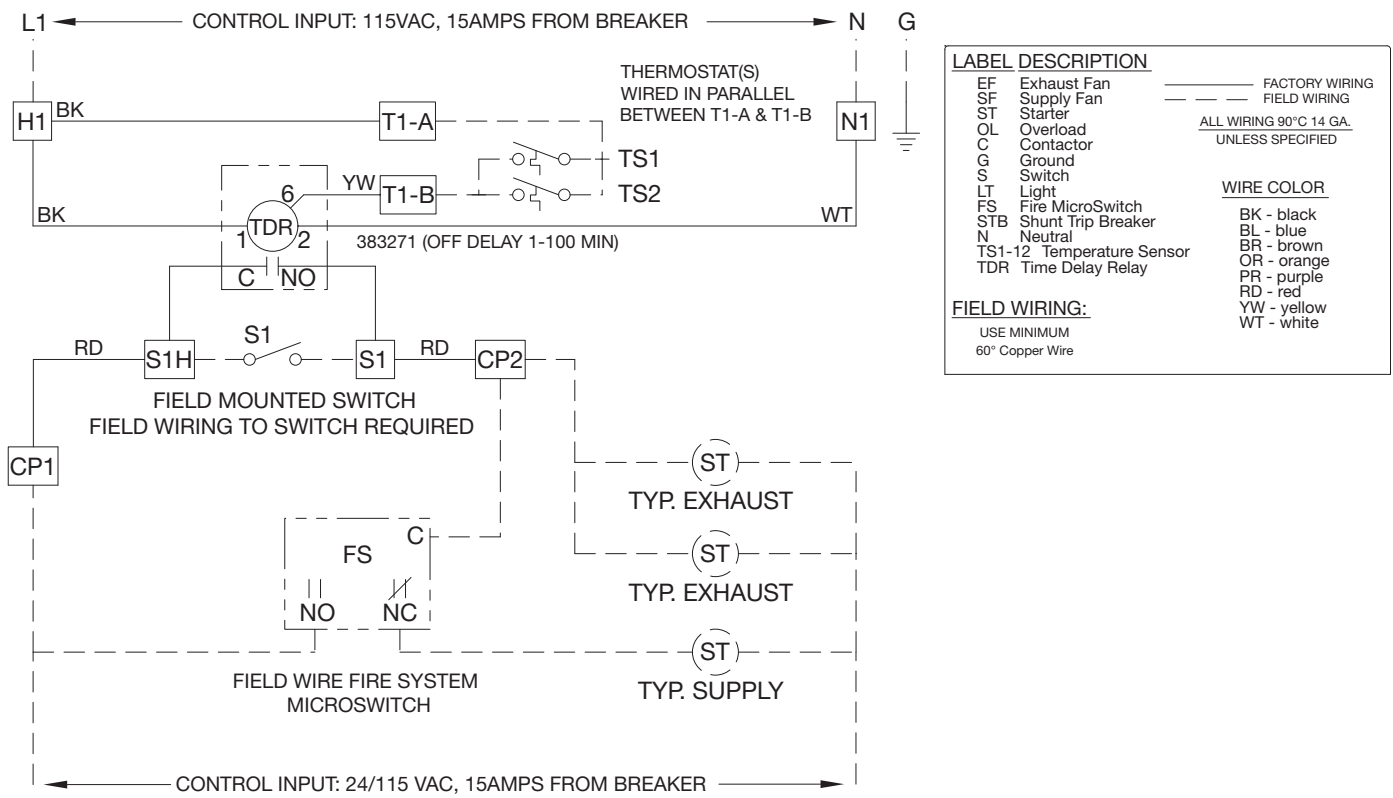 L1 CONTROL INPUT: 115VAC, 15AMPS FROM BREAKER N G
THERMOSTAT(S)
WIRED IN PARALLEL
BETWEEN T1-A & T1-B
H1 BK T1-A N1
TS1
6 YW T1-B TS2
BK 1 TDR 2 WT
383271 (OFF DELAY 1-100 MIN)
C NO
S1
RD S1H S1 RD CP2
FIELD MOUNTED SWITCH
FIELD WIRING TO SWITCH REQUIRED
CP1
ST
TYP. EXHAUST
C
FS ST
TYP. EXHAUST
NO NC
ST
TYP. SUPPLY
FIELD WIRE FIRE SYSTEM
MICROSWITCH
CONTROL INPUT: 24/115 VAC, 15AMPS FROM BREAKER
LABEL DESCRIPTION
EF Exhaust Fan
SF Supply Fan
ST Starter
OL Overload
C Contactor
G Ground
S Switch
LT Light
FS Fire MicroSwitch
STB Shunt Trip Breaker
N Neutral
TS1-12 Temperature Sensor
TDR Time Delay Relay
FACTORY WIRING
FIELD WIRING
ALL WIRING 90°C 14 GA.
UNLESS SPECIFIED
WIRE COLOR
BK - black
BL - blue
BR - brown
OR - orange
PR - purple
RD - red
YW - yellow
WT - white
FIELD WIRING:
USE MINIMUM
60° Copper Wire